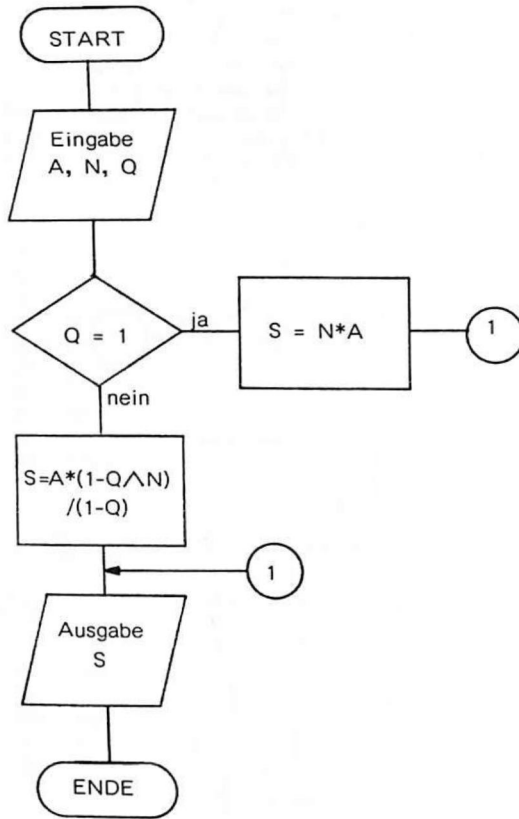 START
Eingabe
A, N, Q
Q = 1
ja
S = N*A
1
nein
S=A*(1-Q∧N)
/(1-Q)
1
Ausgabe
S
ENDE